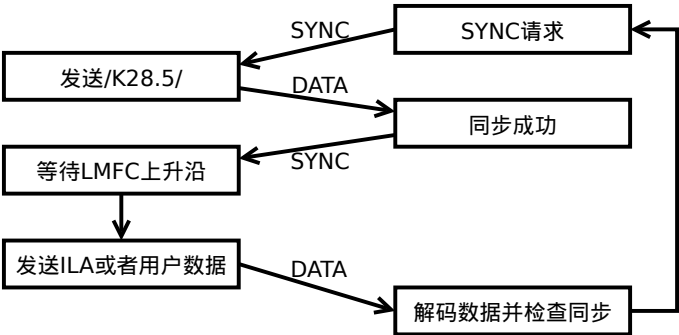 SYNC
SYNC请求
发送/K28.5/
DATA
同步成功
等待LMFC上升沿
SYNC
发送ILA或者用户数据
DATA
解码数据并检查同步